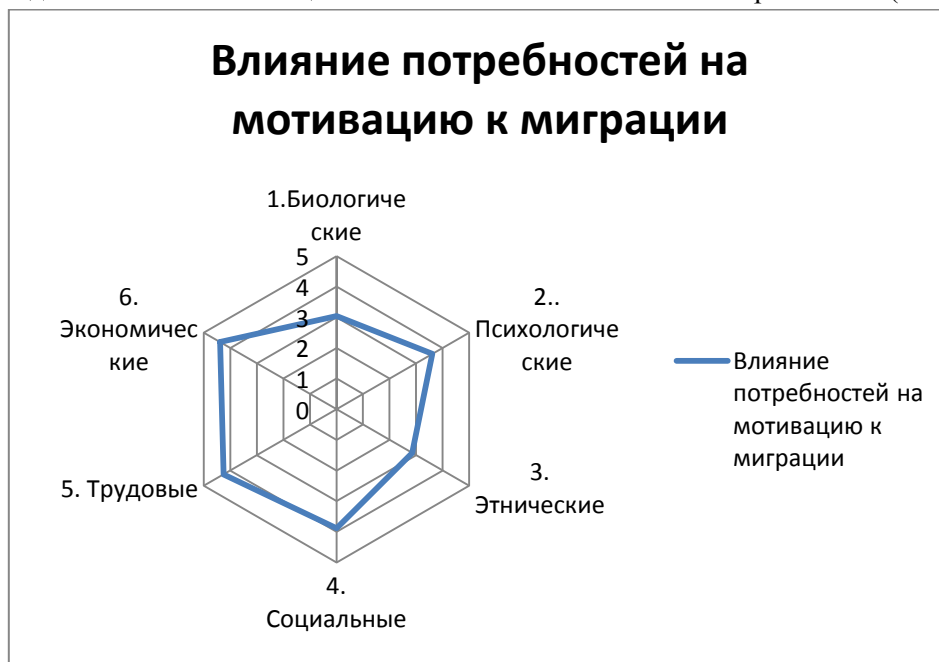 Влияние потребностей на
мотивацию к миграции
1.Биологиче
ские
5
4
3
2
1
0
2..
Психологиче
ские
3.
Этнические
4.
Социальные
5. Трудовые
6.
Экономичес
кие
Влияние
потребностей на
мотивацию к
миграции